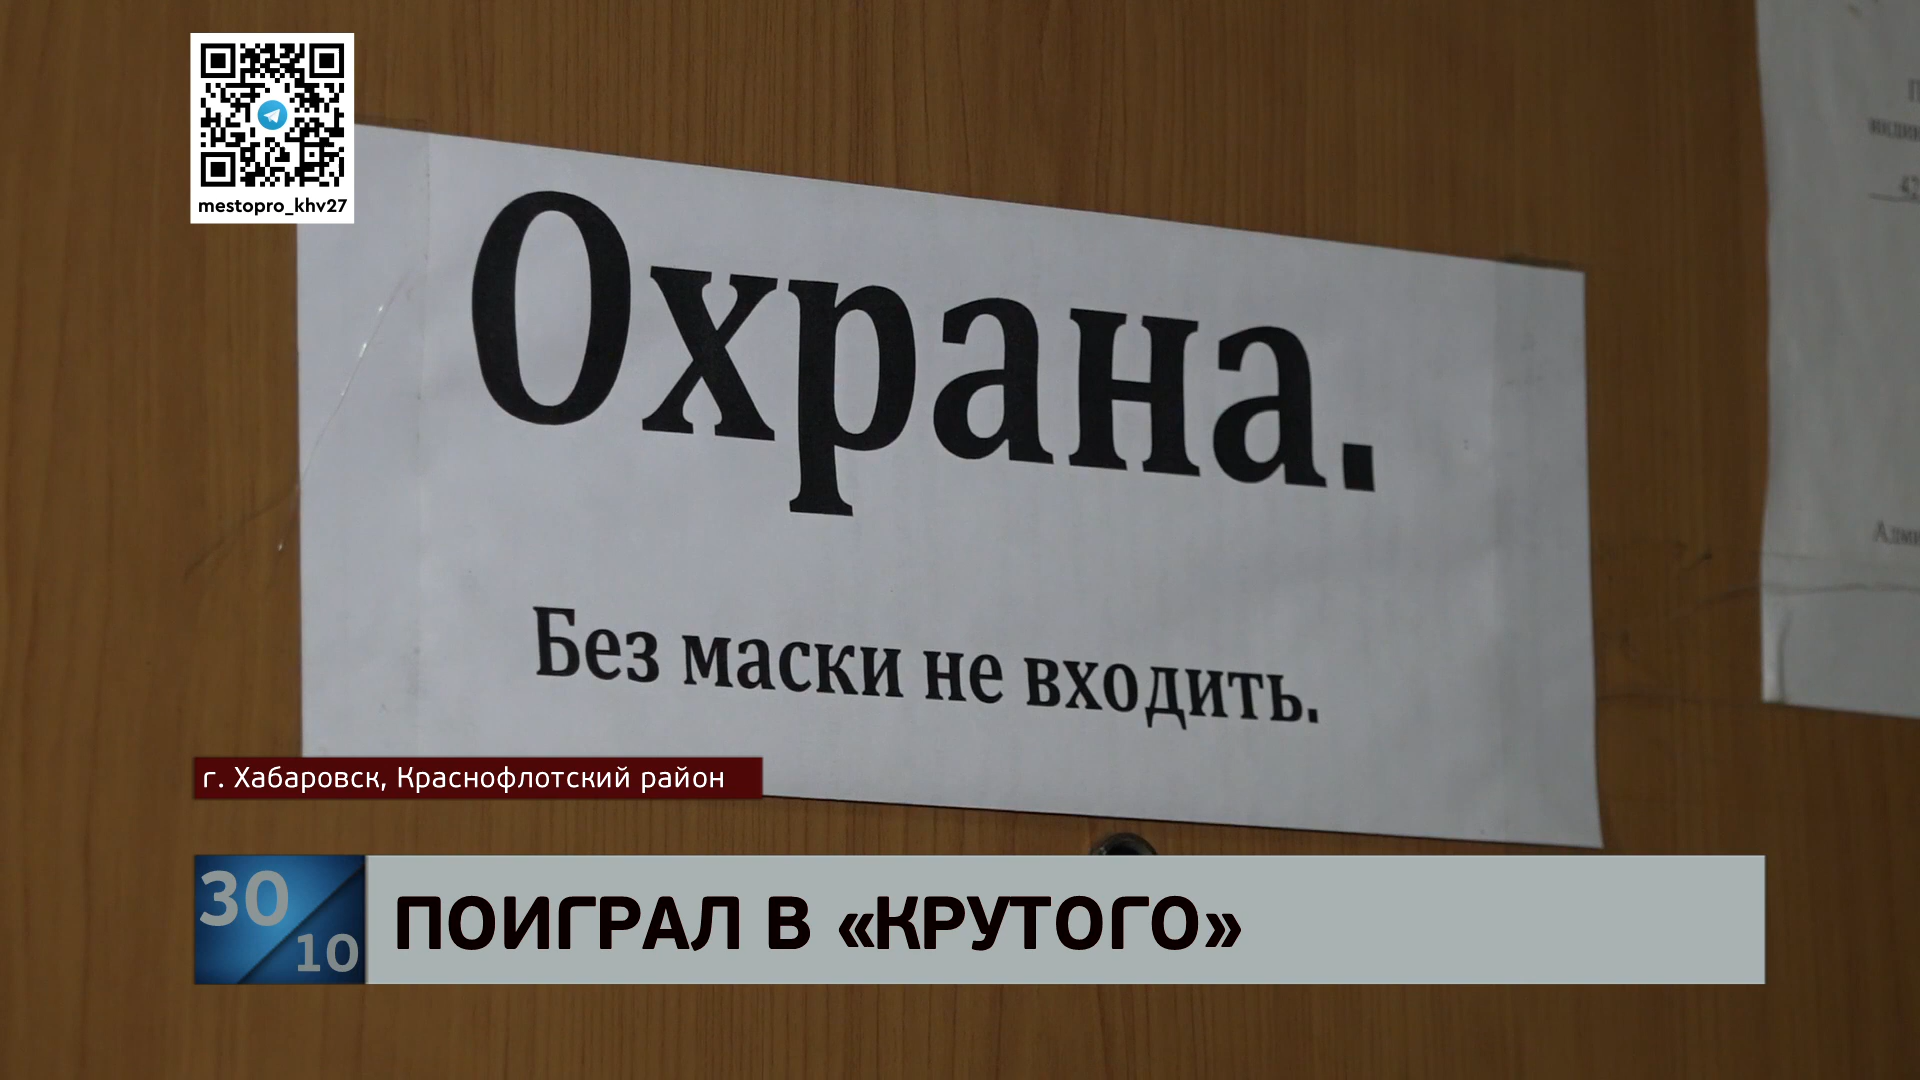 mestopro_khv27
Охрана.
Без маски не входить.
г. Хабаровск, Краснофлотский район
30
10
ПОИГРАЛ В «КРУТОГО»